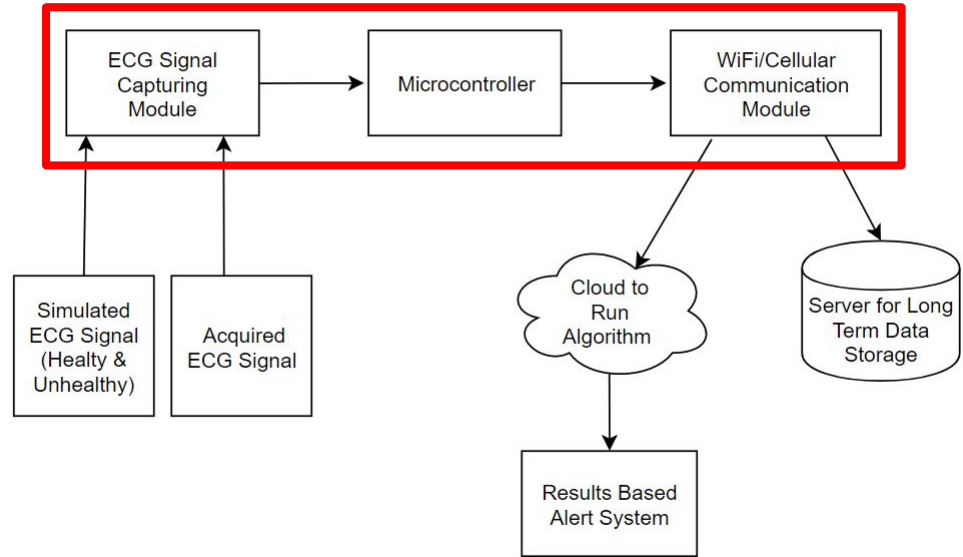 ECG Signal
Capturing
Module
Microcontroller
WiFi/Cellular
Communication
Module
Simulated
ECG Signal
(Healty &
Unhealthy)
Acquired
ECG Signal
Cloud to
Run
Algorithm
Server for Long
Term Data
Storage
Results Based
Alert System